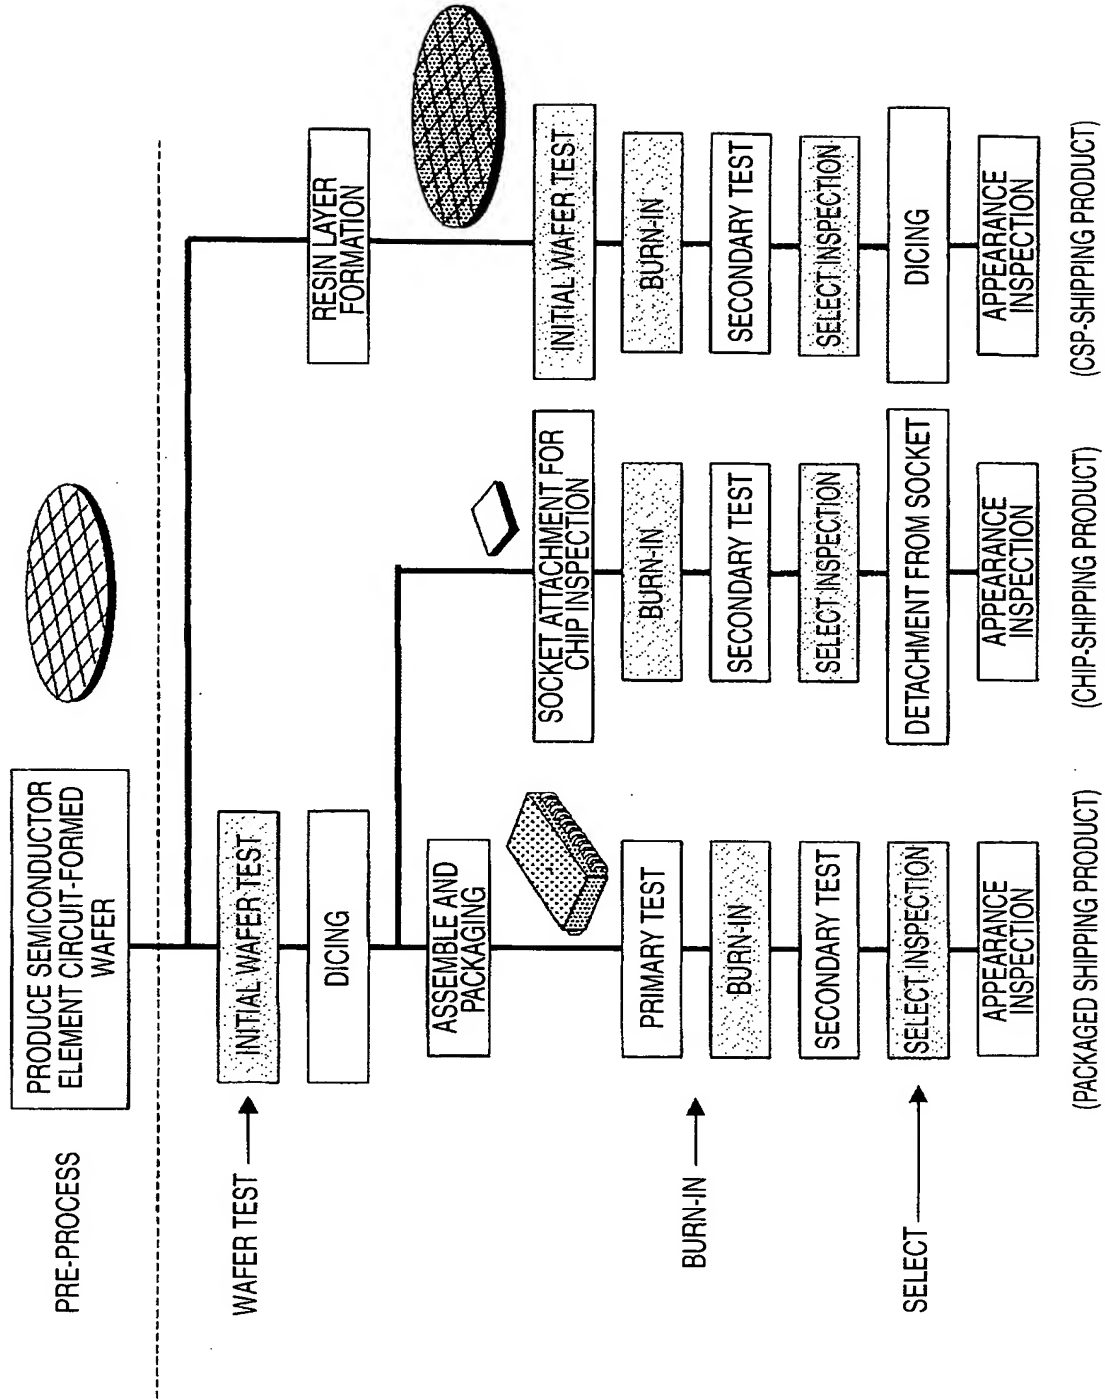 PRE-PROCESS
PRODUCE SEMICONDUCTOR
ELEMENT CIRCUIT-FORMED
WAFER
WAFER TEST
INITIAL WAFER TEST
DICING
ASSEMBLE AND
PACKAGING
PRIMARY TEST
BURN-IN
BURN-IN
SECONDARY TEST
SELECT
SELECT INSPECTION
APPEARANCE
INSPECTION
(PACKAGED SHIPPING PRODUCT)
SOCKET ATTACHMENT FOR
CHIP INSPECTION
BURN-IN
SECONDARY TEST
SELECT INSPECTION
DETACHMENT FROM SOCKET
APPEARANCE
INSPECTION
(CHIP-SHIPPING PRODUCT)
RESIN LAYER
FORMATION
INITIAL WAFER TEST
BURN-IN
SECONDARY TEST
SELECT INSPECTION
DICING
APPEARANCE
INSPECTION
(CSP-SHIPPING PRODUCT)